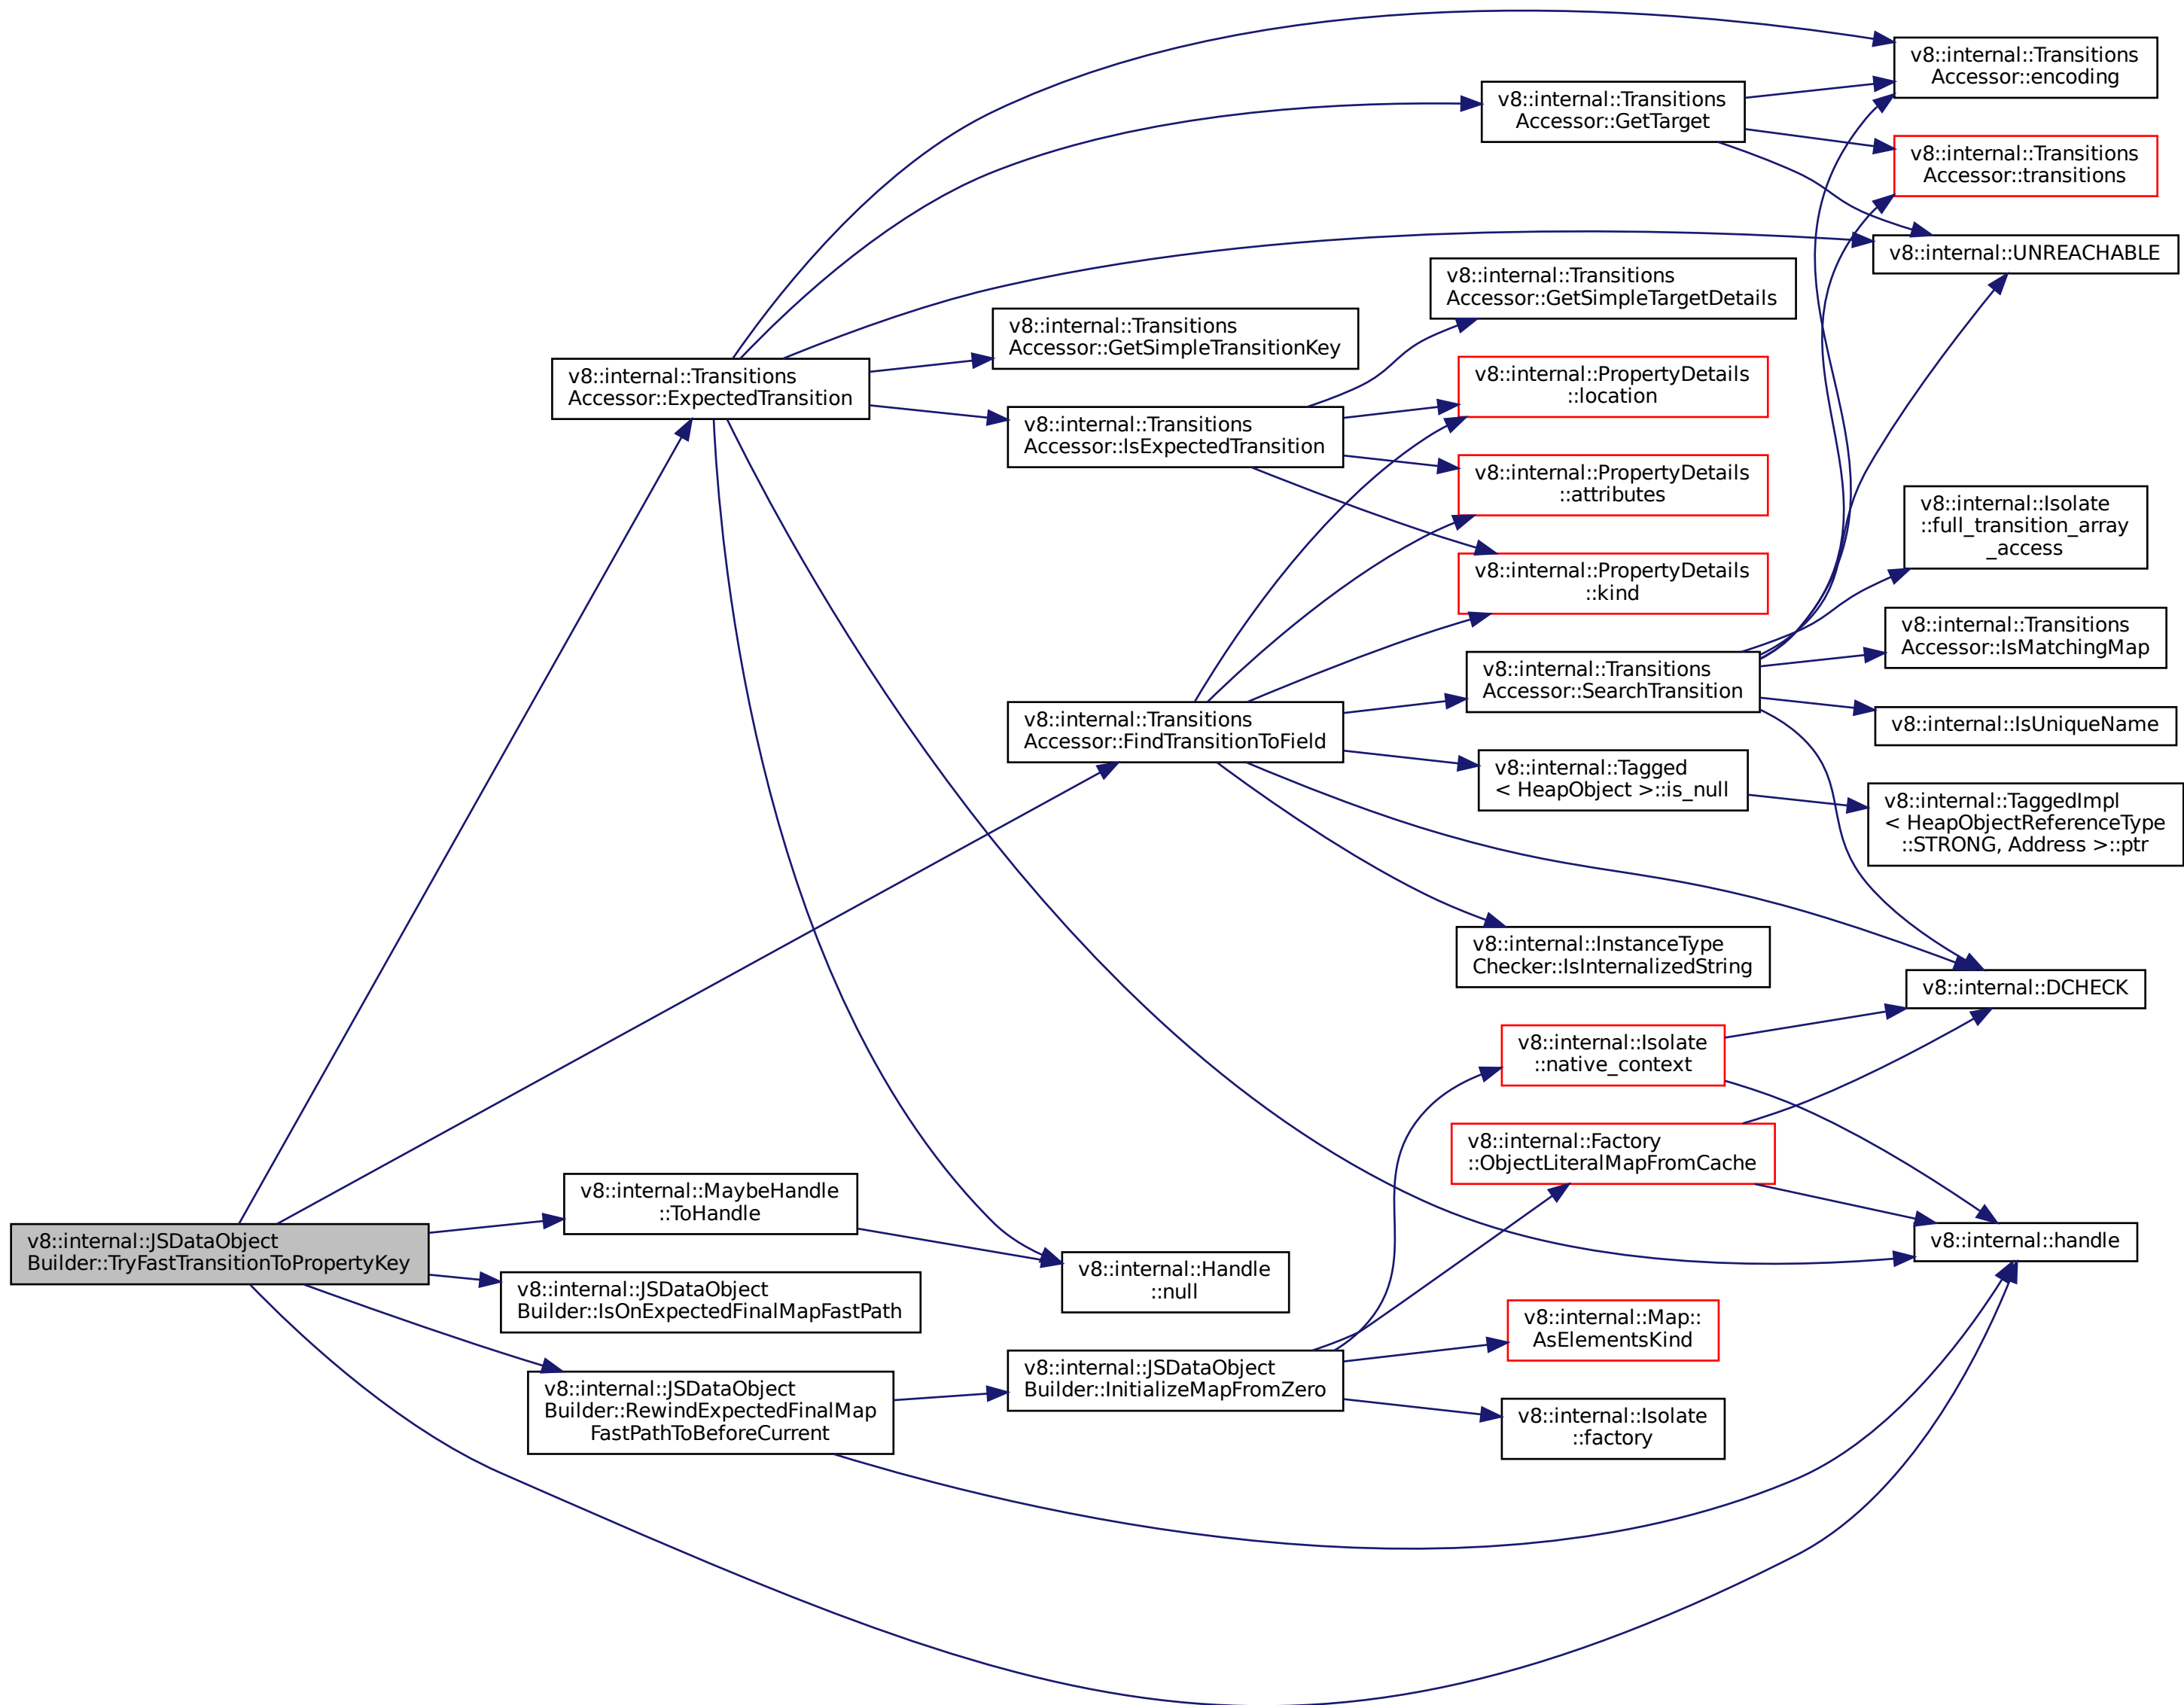 v8::internal::JSDataObject
Builder::TryFastTransitionToPropertyKey
v8::internal::Transitions
Accessor::ExpectedTransition
v8::internal::MaybeHandle
::ToHandle
v8::internal::JSDataObject
Builder::IsOnExpectedFinalMapFastPath
v8::internal::JSDataObject
Builder::RewindExpectedFinalMap
FastPathToBeforeCurrent
v8::internal::Transitions
Accessor::GetSimpleTransitionKey
v8::internal::Transitions
Accessor::IsExpectedTransition
v8::internal::Transitions
Accessor::FindTransitionToField
v8::internal::Handle
::null
v8::internal::JSDataObject
Builder::InitializeMapFromZero
v8::internal::Transitions
Accessor::GetTarget
v8::internal::Transitions
Accessor::GetSimpleTargetDetails
v8::internal::PropertyDetails
::location
v8::internal::PropertyDetails
::attributes
v8::internal::PropertyDetails
::kind
v8::internal::Transitions
Accessor::SearchTransition
v8::internal::Tagged
< HeapObject >::is_null
v8::internal::InstanceType
Checker::IsInternalizedString
v8::internal::Isolate
::native_context
v8::internal::Factory
::ObjectLiteralMapFromCache
v8::internal::Map::
AsElementsKind
v8::internal::Isolate
::factory
v8::internal::Transitions
Accessor::encoding
v8::internal::Transitions
Accessor::transitions
v8::internal::UNREACHABLE
v8::internal::Isolate
::full_transition_array
_access
v8::internal::Transitions
Accessor::IsMatchingMap
v8::internal::IsUniqueName
v8::internal::TaggedImpl
< HeapObjectReferenceType
::STRONG, Address >::ptr
v8::internal::DCHECK
v8::internal::handle